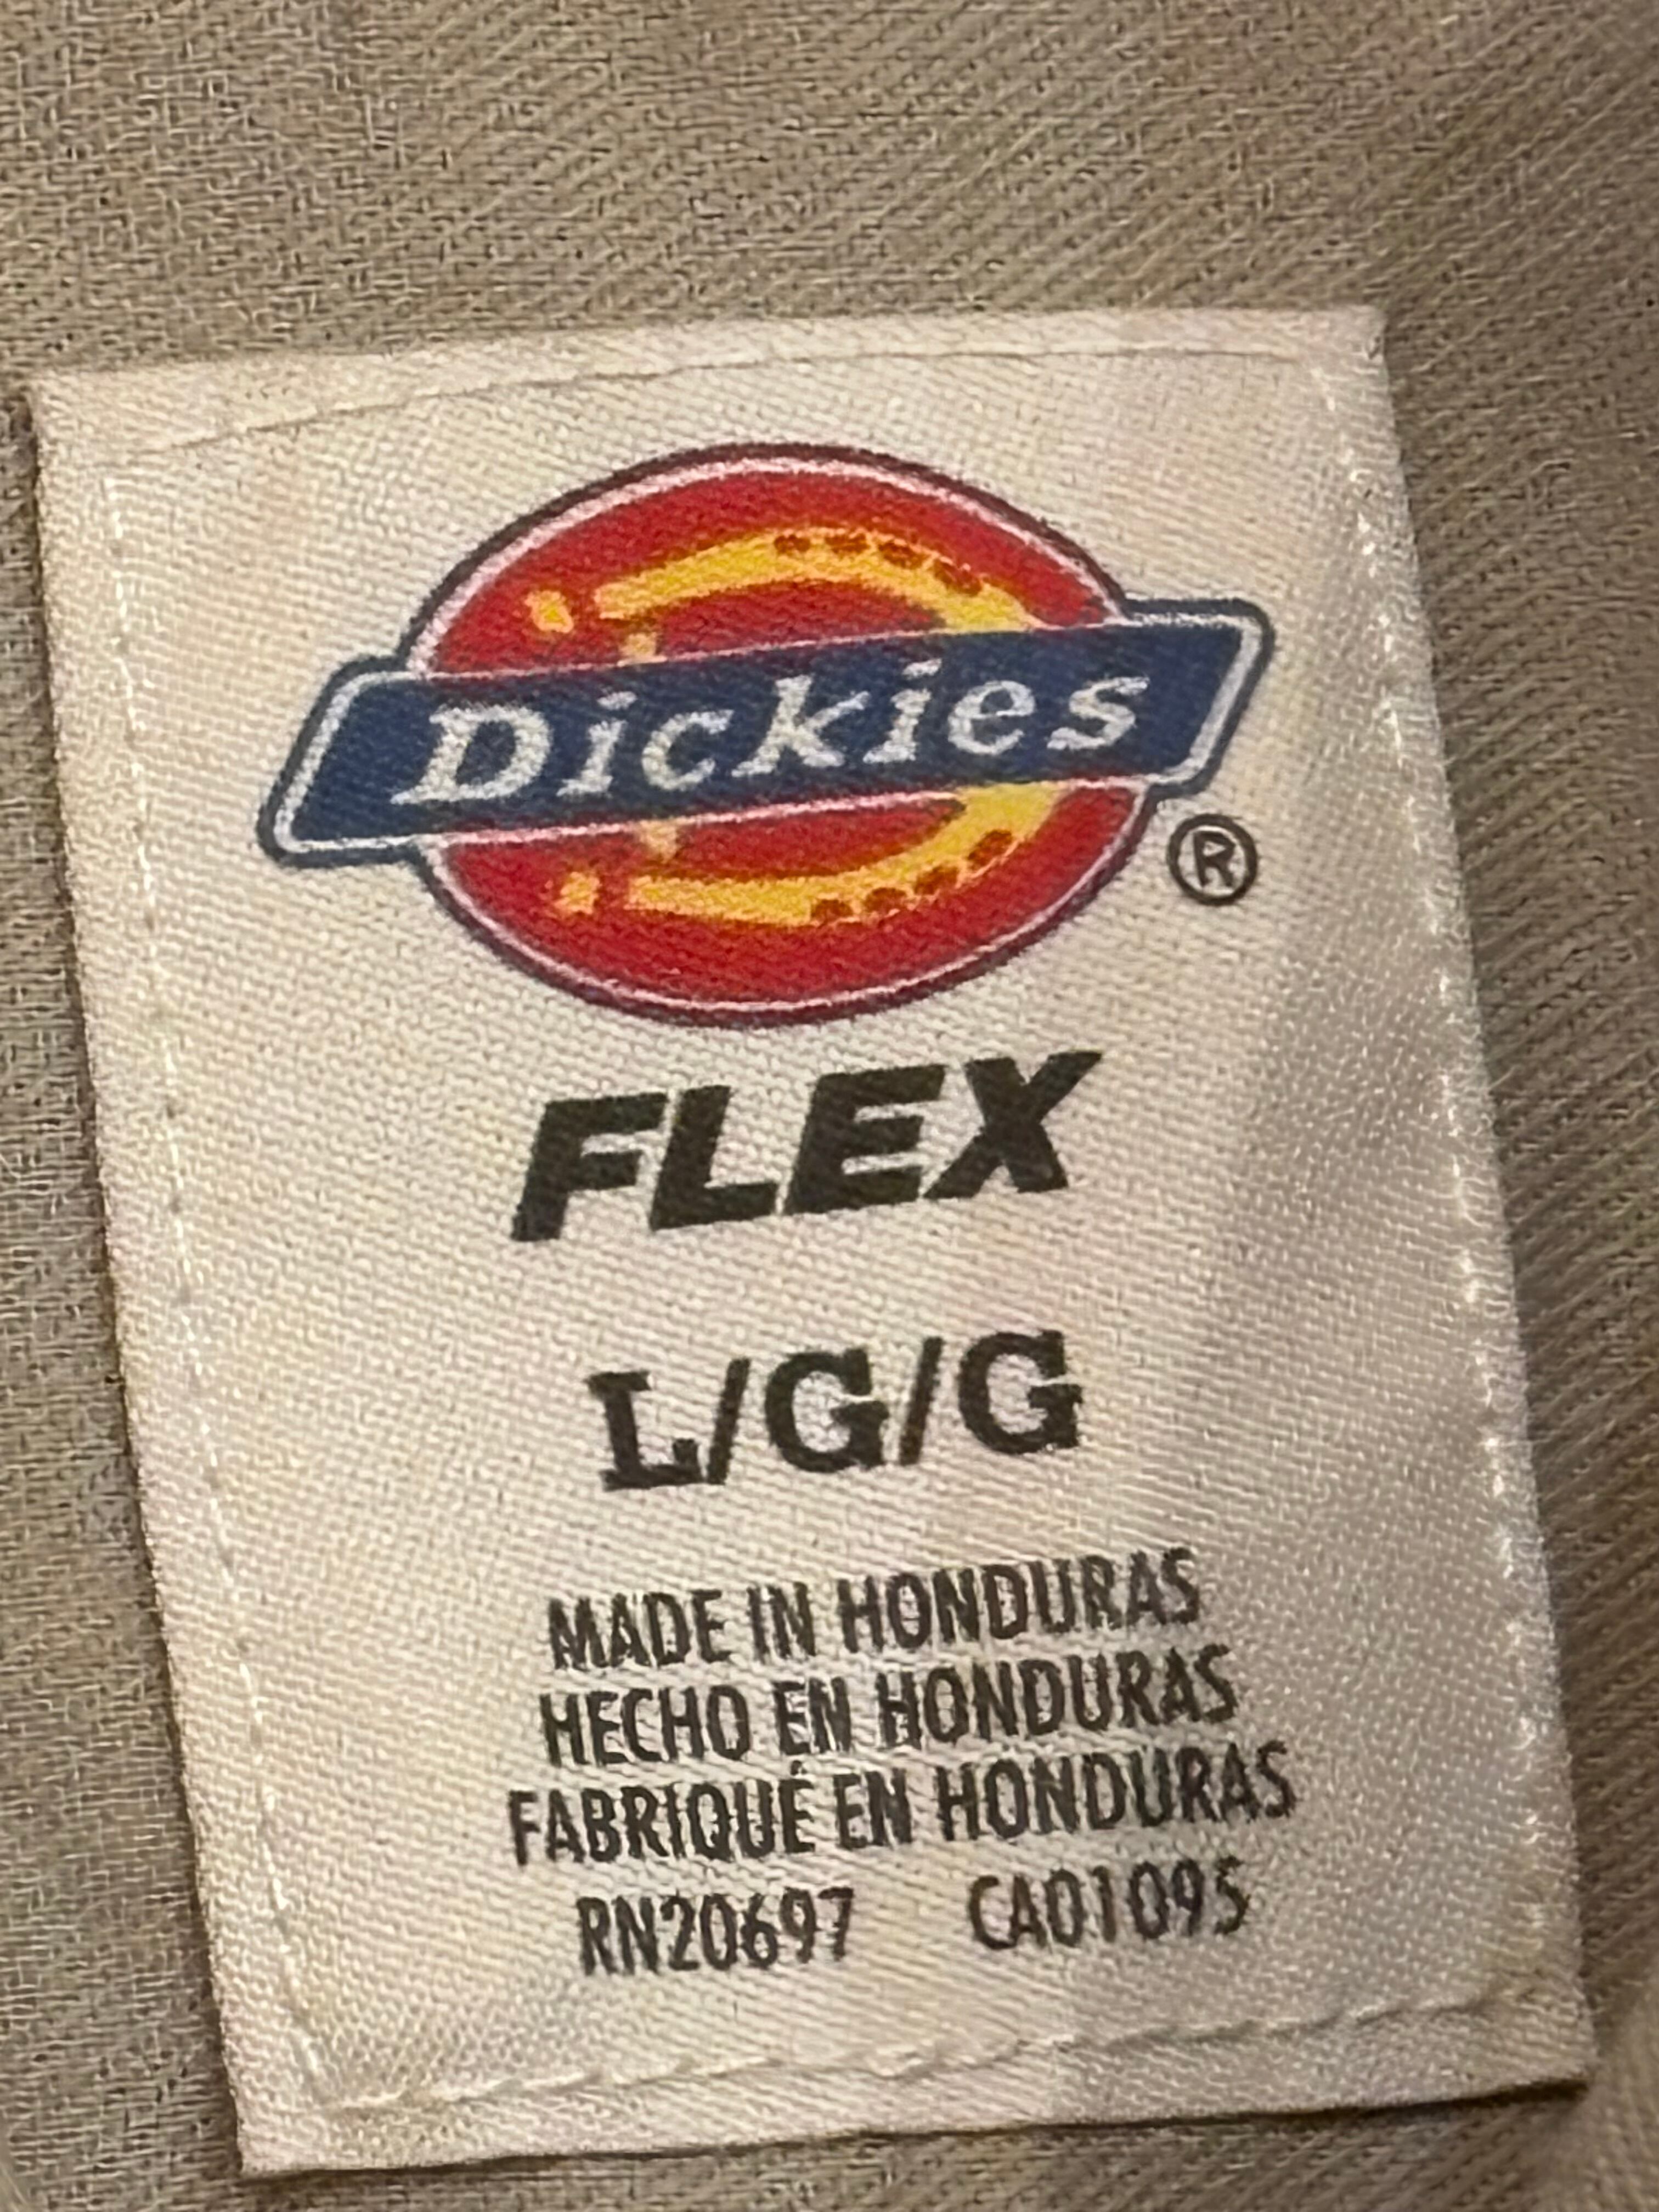 Dickies
®
FLEX
L/G/G
MADE IN HONDURAS
HECHO EN HONDURAS
FABRIQUÉ EN HONDURAS
RN20697 CA01095